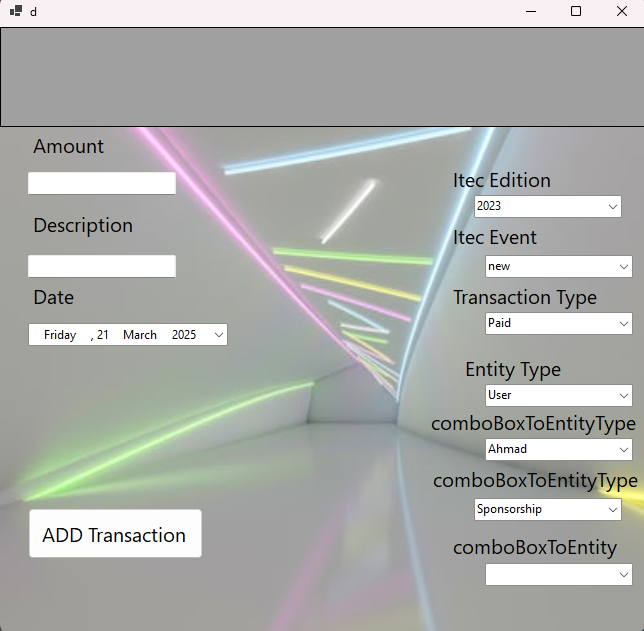 d
Amount
Description
Date
Friday , 21 March 2025
ADD Transaction
Itec Edition
2023
Itec Event
new
Transaction Type
Paid
Entity Type
User
comboBoxToEntityType
Ahmad
comboBoxToEntityType
Sponsorship
comboBoxToEntity